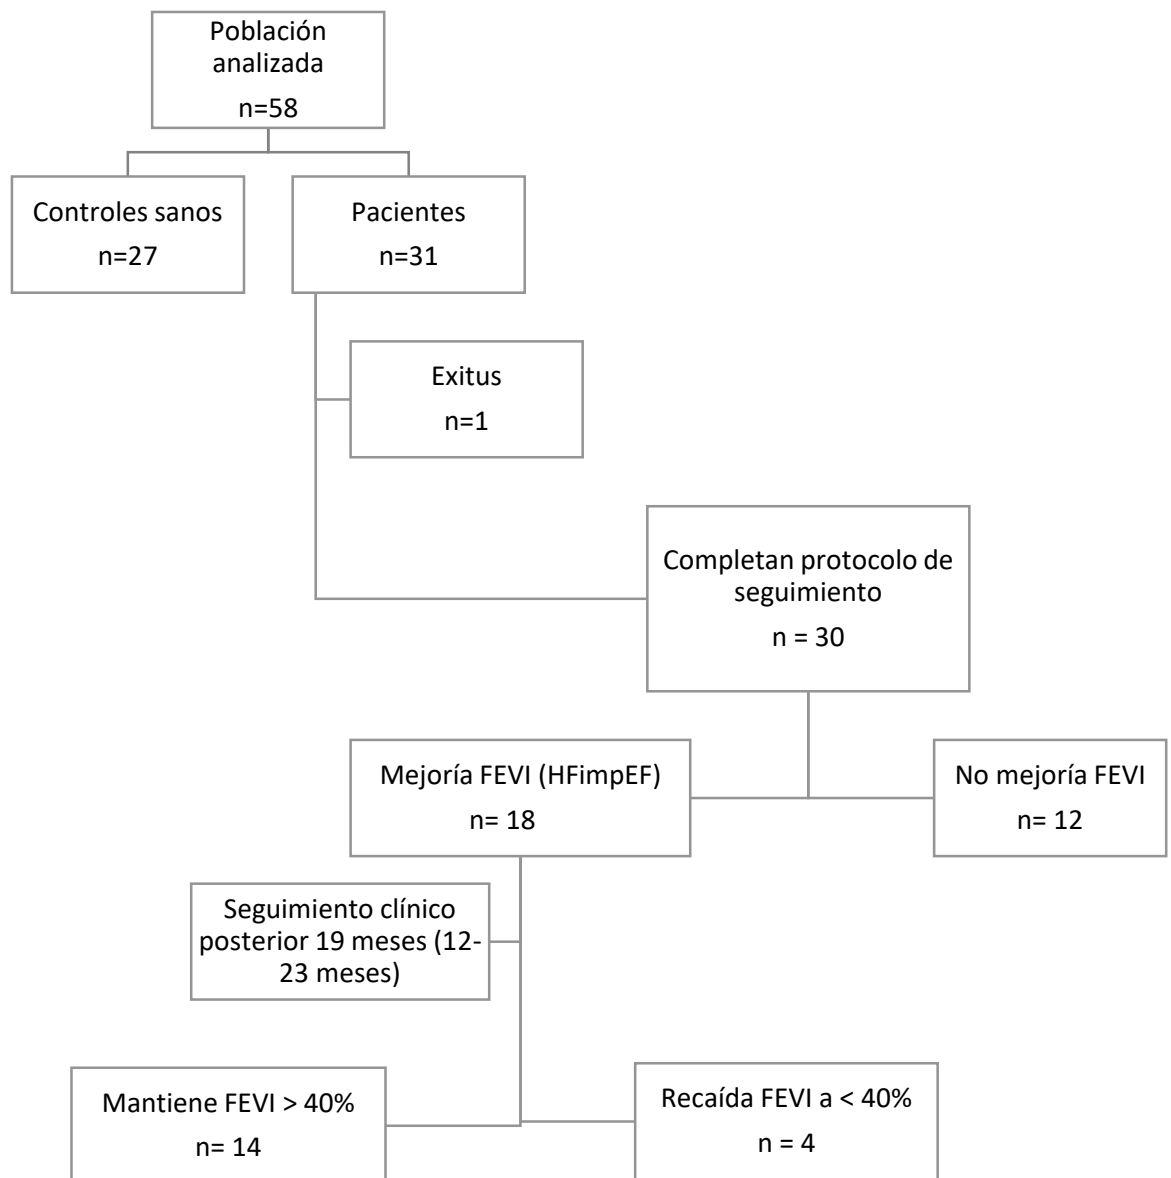 Población
analizada
n=58
Controles sanos
n=27
Pacientes
n=31
Exitus
n=1
Completan protocolo de
seguimiento
n = 30
Mejoría FEVI (HFimpEF)
n= 18
No mejoría FEVI
n= 12
Seguimiento clínico
posterior 19 meses (12-
23 meses)
Mantiene FEVI > 40%
n= 14
Recaída FEVI a < 40%
n = 4